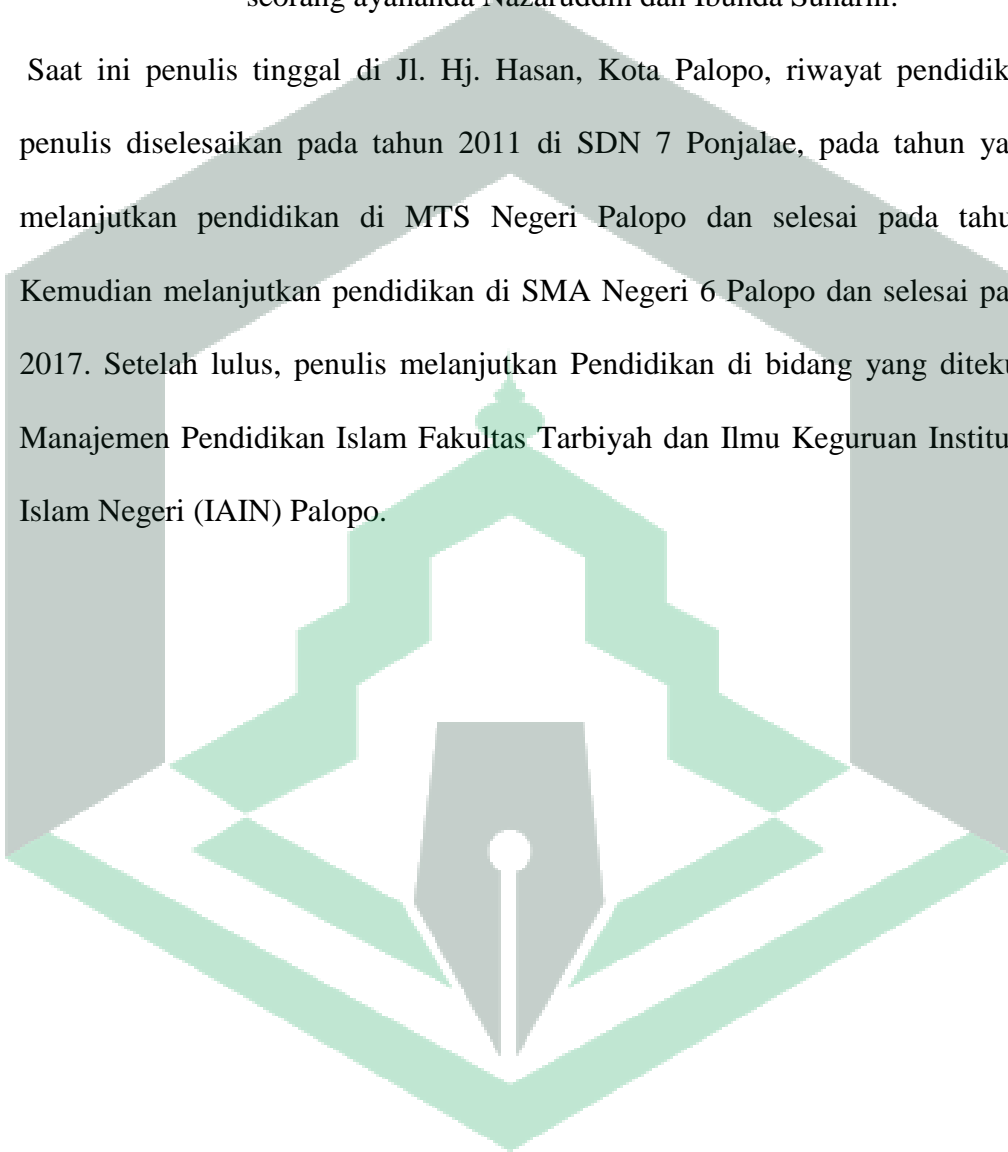 seorang ayahanda Nazaruddin dan Ibunda Suharni.
Saat ini penulis tinggal di Jl. Hj. Hasan, Kota Palopo, riwayat pendidik
penulis diselesaikan pada tahun 2011 di SDN 7 Ponjalae, pada tahun ya
melanjutkan pendidikan di MTS Negeri Palopo dan selesai pada tahu
Kemudian melanjutkan pendidikan di SMA Negeri 6 Palopo dan selesai pa
2017. Setelah lulus, penulis melanjutkan Pendidikan di bidang yang diteku
Manajemen Pendidikan Islam Fakultas Tarbiyah dan Ilmu Keguruan Institu
Islam Negeri (IAIN) Palopo.